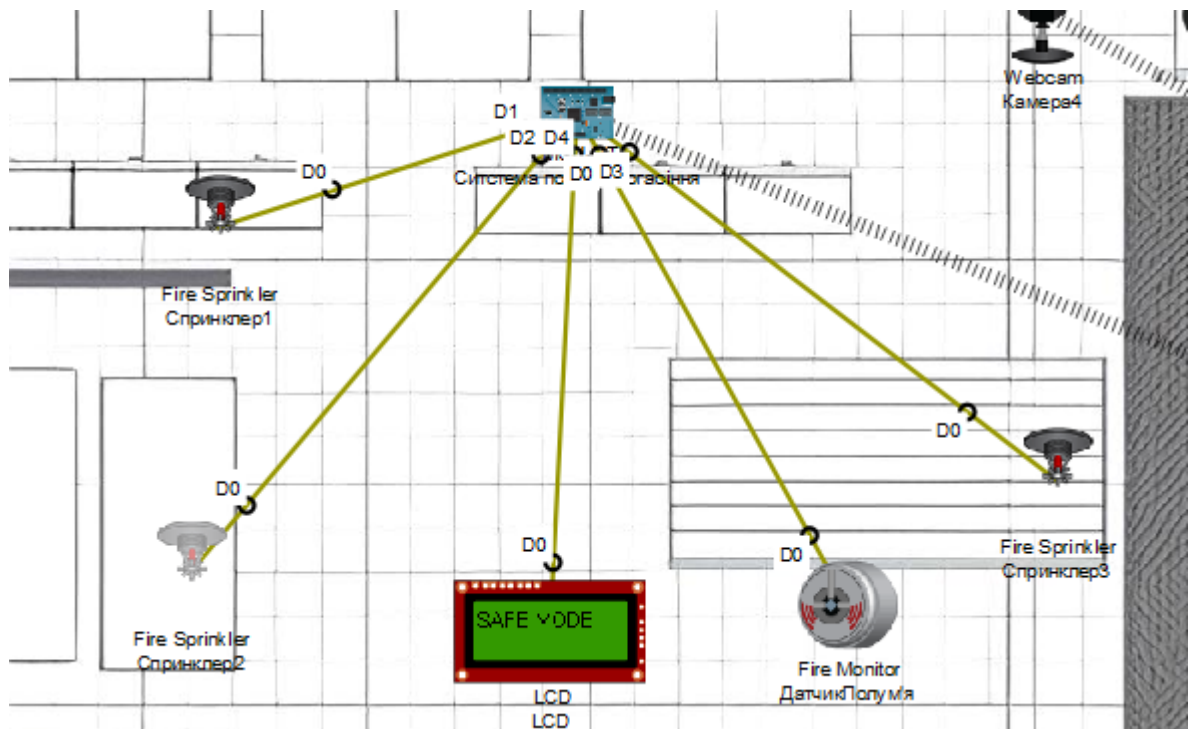 Webcam
Камера4
D1
D2
D4
D0
D0
D3
Fire Sprinkler
Спринклер1
D0
D0
D0
D0
SAFE MODE
Fire Sprinkler
Спринклер3
Fire Sprinkler
Спринклер2
Fire Monitor
ДатчикПолум'я
LCD
LCD